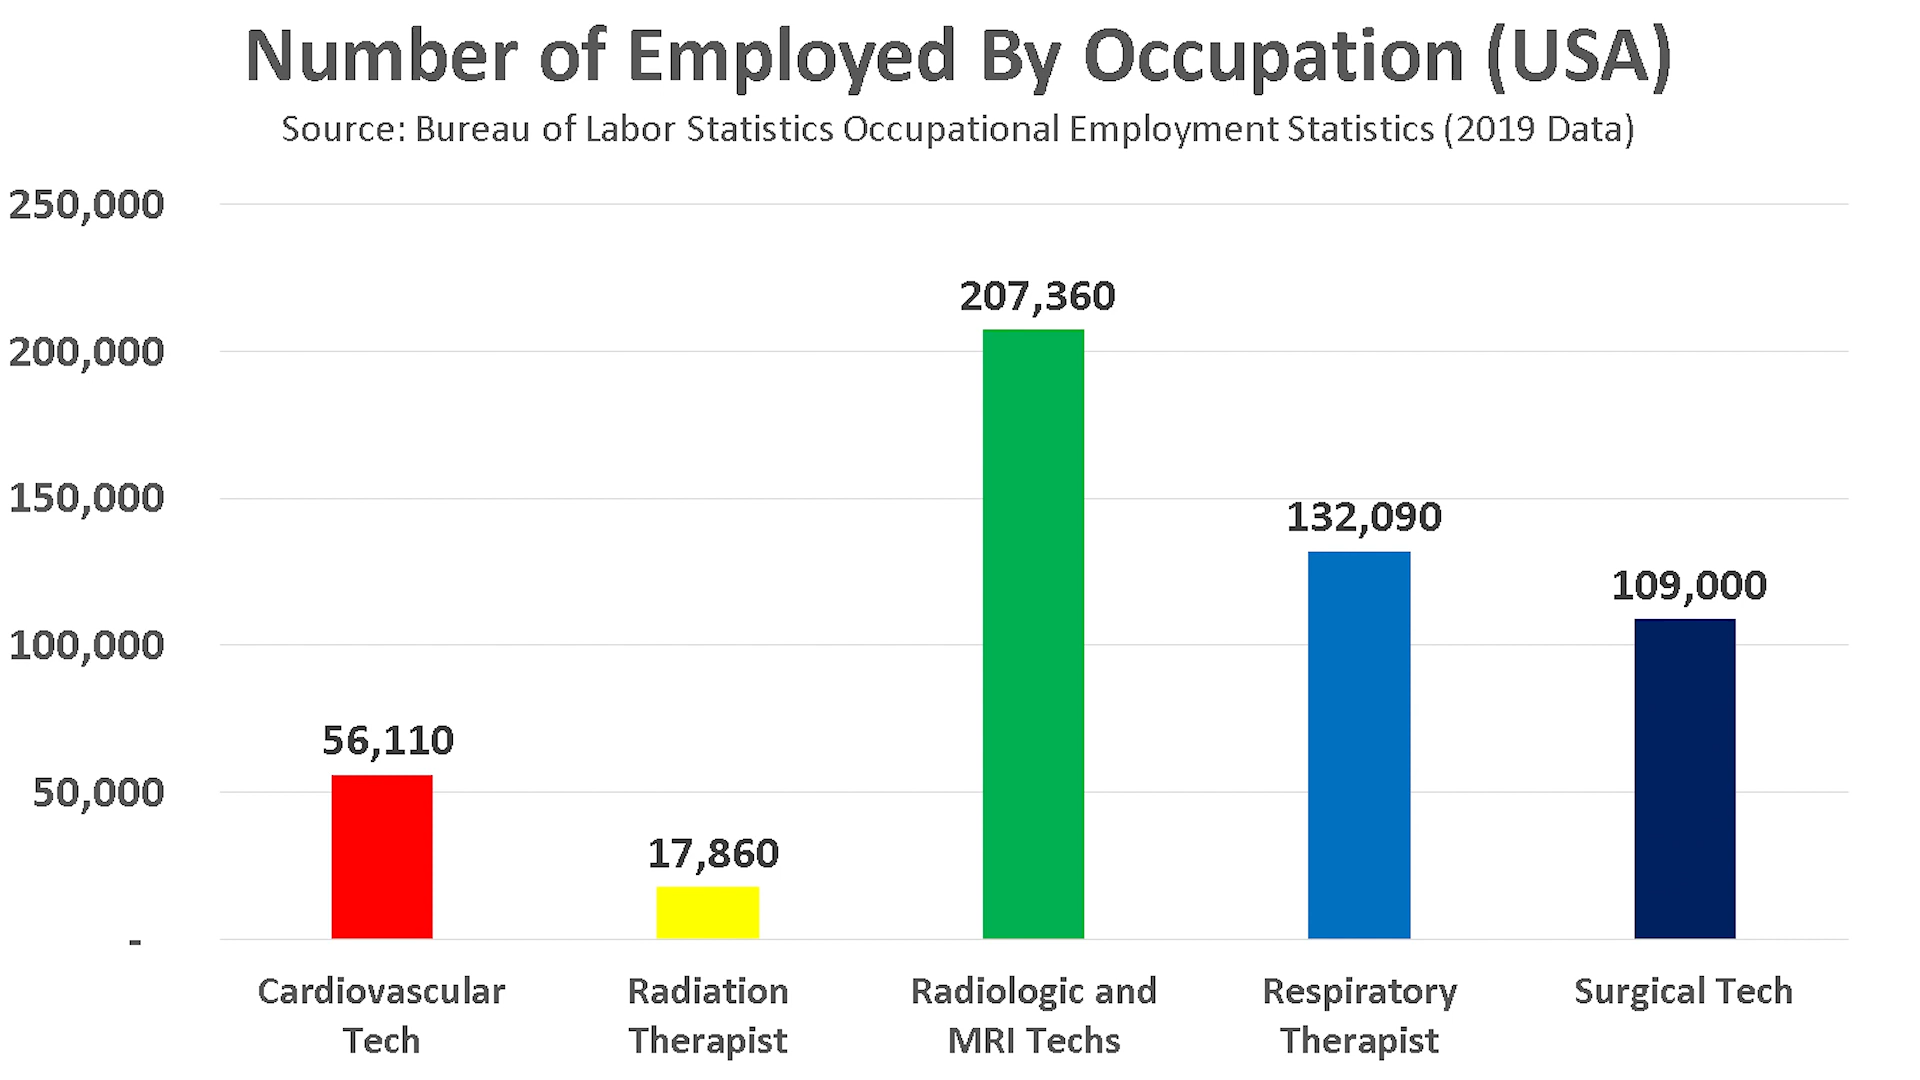 Number of Employed By Occupation (USA)
Source: Bureau of Labor Statistics Occupational Employment Statistics (2019 Data)
250,000
200,000
150,000
100,000
50,000
-
56,110
17,860
207,360
132,090
109,000
Cardiovascular
Tech
Radiation
Therapist
Radiologic and
MRI Techs
Respiratory
Therapist
Surgical Tech